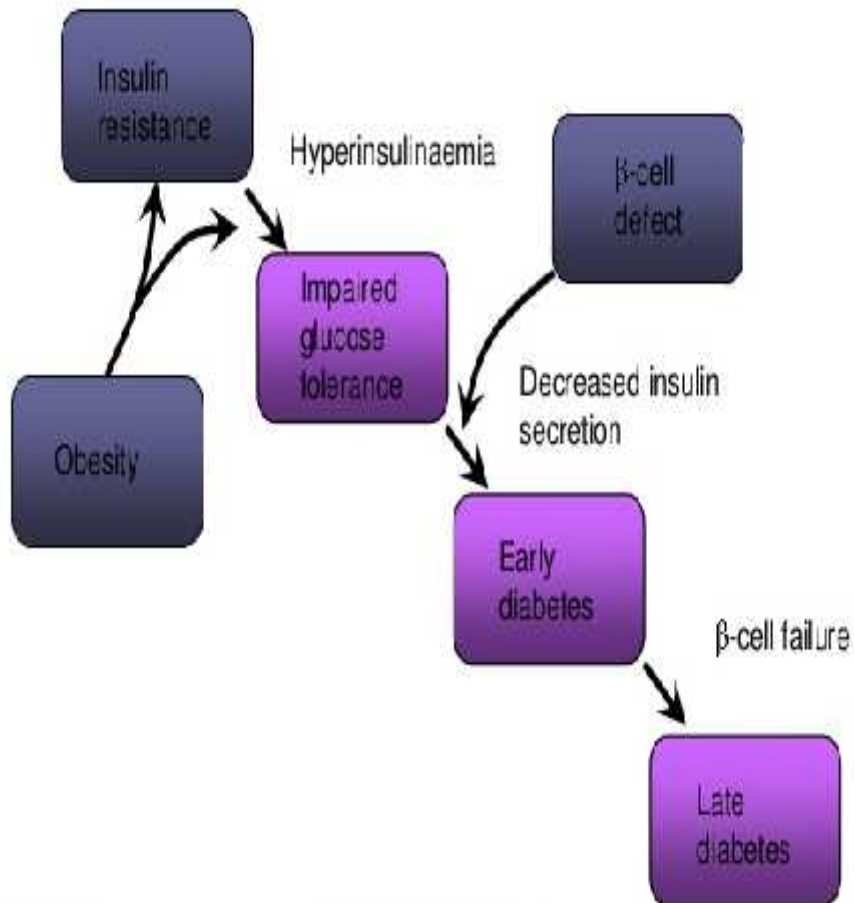 Insulin
resistance
Hyperinsulinaemia
β-cell
defect
Impaired
glucose
tolerance
Decreased insulin
secretion
Obesity
Early
diabetes
β-cell failure
Late
diabetes